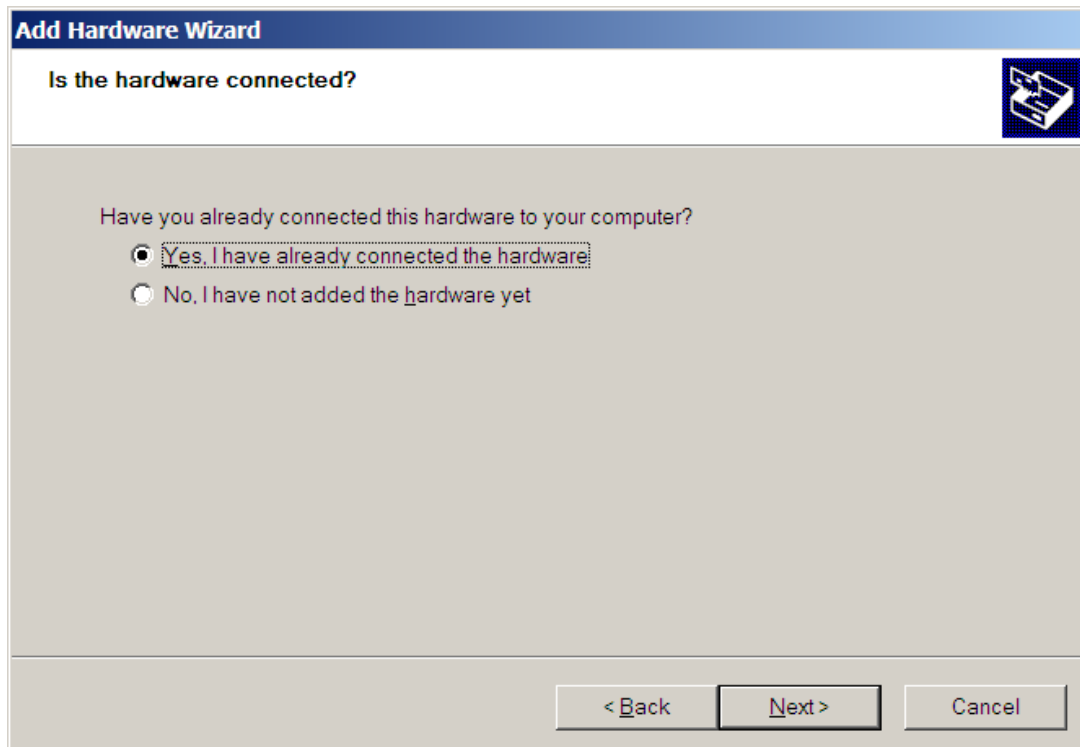 Add Hardware Wizard
Is the hardware connected?
Have you already connected this hardware to your computer?
Yes, I have already connected the hardware
No, I have not added the hardware yet
< Back Next > Cancel